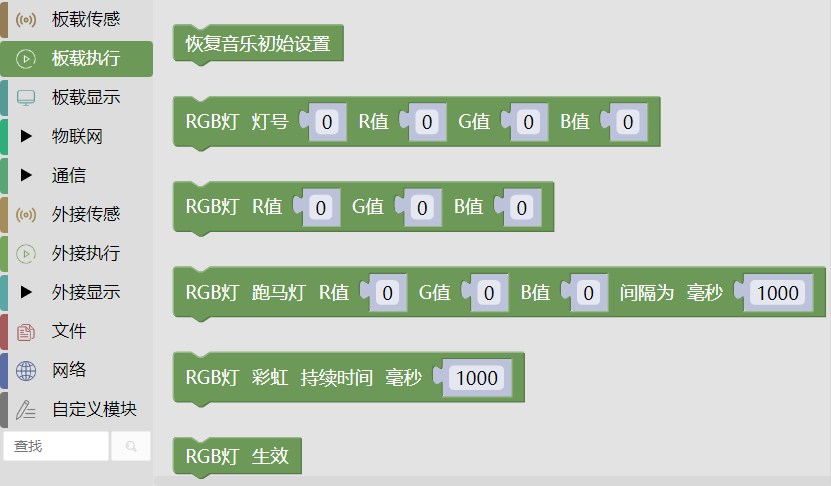 板载传感
板载执行
板载显示
物联网
通信
外接传感
外接执行
外接显示
文件
网络
自定义模块
查找
恢复音乐初始设置
RGB灯 灯号 0 R值 0 G值 0 B值 0
RGB灯 R值 0 G值 0 B值 0
RGB灯 跑马灯 R值 0 G值 0 B值 0 间隔为 毫秒 1000
RGB灯 彩虹 持续时间 毫秒 1000
RGB灯 生效